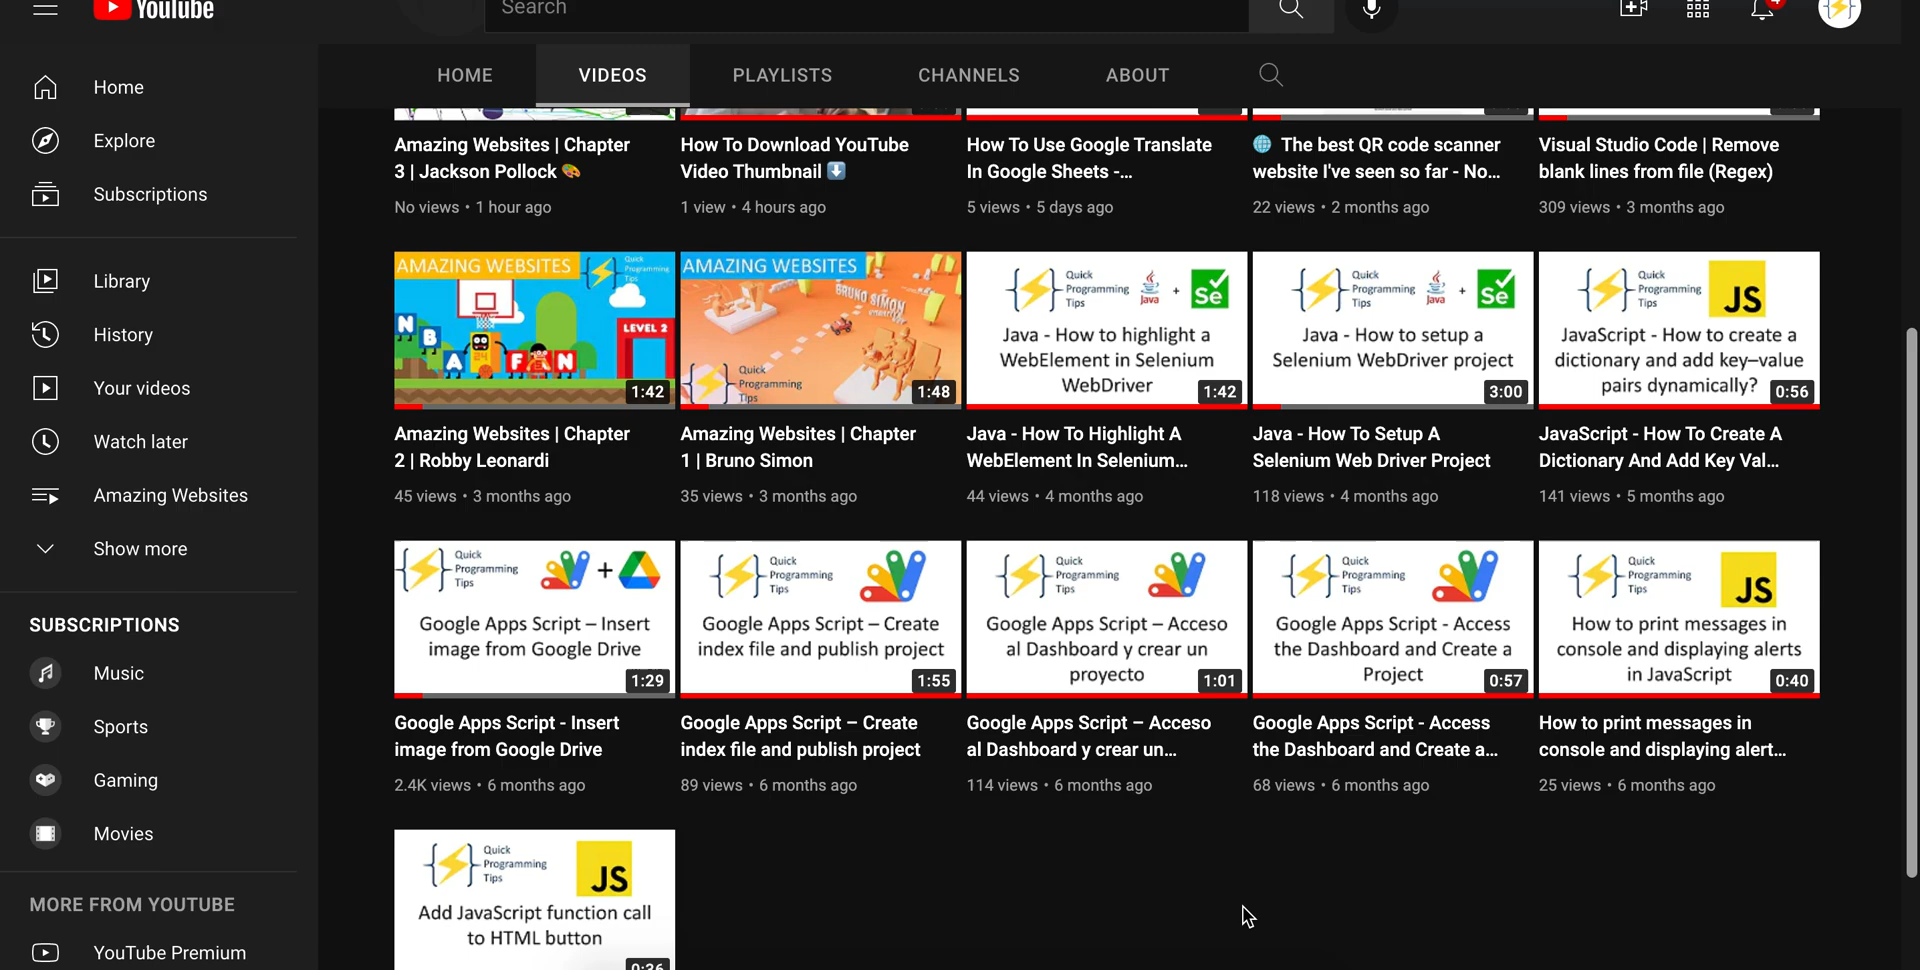 YouTube
Search
4
HOME
VIDEOS
PLAYLISTS
CHANNELS
ABOUT
Home
Explore
Subscriptions
Library
History
Your videos
Watch later
Amazing Websites
Show more
SUBSCRIPTIONS
Music
Sports
Gaming
Movies
MORE FROM YOUTUBE
YouTube Premium
Amazing Websites | Chapter
3 | Jackson Pollock 🎨
No views • 1 hour ago
How To Download YouTube
Video Thumbnail ⬇️
1 view • 4 hours ago
How To Use Google Translate
In Google Sheets -...
5 views • 5 days ago
🌐 The best QR code scanner
website I've seen so far - No...
22 views • 2 months ago
Visual Studio Code | Remove
blank lines from file (Regex)
309 views • 3 months ago
AMAZING WEBSITES
Quick
Programming
Tips
LEVEL 2
N B A F N
24
1:42
Amazing Websites | Chapter
2 | Robby Leonardi
45 views • 3 months ago
AMAZING WEBSITES
BRUNO SIMON
Quick
Programming
Tips
1:48
Amazing Websites | Chapter
1 | Bruno Simon
35 views • 3 months ago
Quick
Programming
Tips
Java + Se
Java - How to highlight a
WebElement in Selenium
WebDriver
1:42
Java - How To Highlight A
WebElement In Selenium...
44 views • 4 months ago
Quick
Programming
Tips
Java + Se
Java - How to setup a
Selenium WebDriver project
3:00
Java - How To Setup A
Selenium Web Driver Project
118 views • 4 months ago
Quick
Programming
Tips
JS
JavaScript - How to create a
dictionary and add key–value
pairs dynamically?
0:56
JavaScript - How To Create A
Dictionary And Add Key Val...
141 views • 5 months ago
Quick
Programming
Tips
+
Google Apps Script – Insert
image from Google Drive
1:29
Google Apps Script - Insert
image from Google Drive
2.4K views • 6 months ago
Quick
Programming
Tips
Google Apps Script – Create
index file and publish project
1:55
Google Apps Script – Create
index file and publish project
89 views • 6 months ago
Quick
Programming
Tips
Google Apps Script – Acceso
al Dashboard y crear un
proyecto
1:01
Google Apps Script – Acceso
al Dashboard y crear un...
114 views • 6 months ago
Quick
Programming
Tips
Google Apps Script - Access
the Dashboard and Create a
Project
0:57
Google Apps Script - Access
the Dashboard and Create a...
68 views • 6 months ago
Quick
Programming
Tips
JS
How to print messages in
console and displaying alerts
in JavaScript
0:40
How to print messages in
console and displaying alert...
25 views • 6 months ago
Quick
Programming
Tips
JS
Add JavaScript function call
to HTML button
0:36